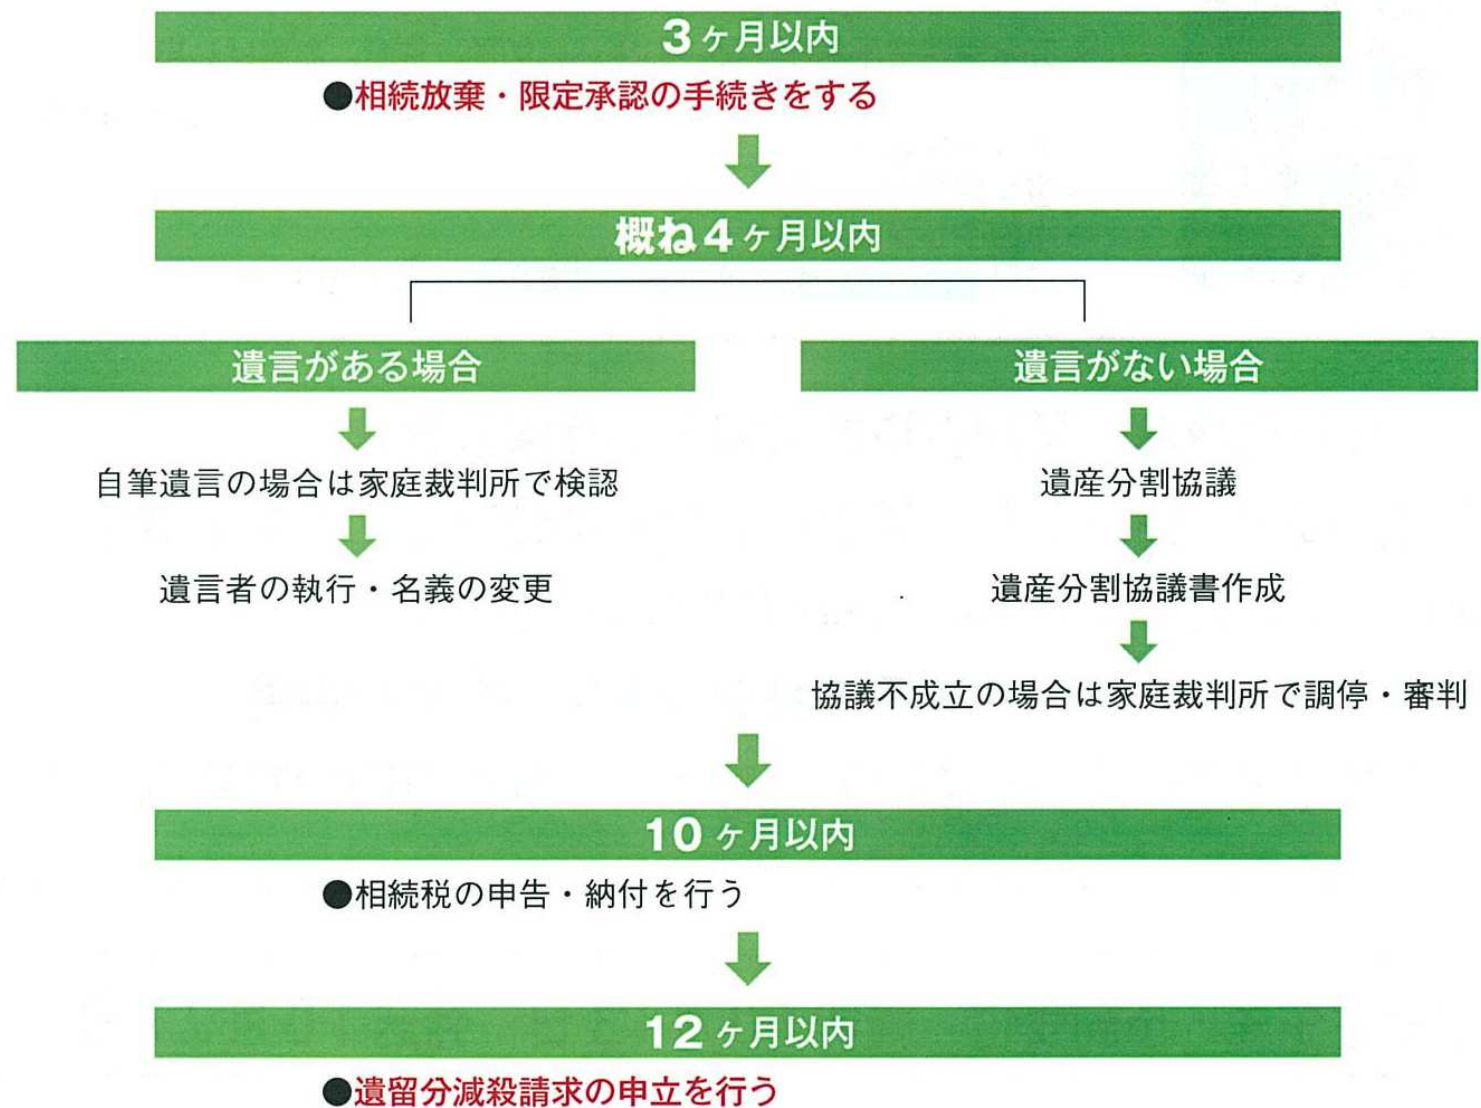 3ヶ月以内
●相続放棄・限定承認の手続きをする
概ね4ヶ月以内
遺言がある場合
遺言がない場合
自筆遺言の場合は家庭裁判所で検認
遺産分割協議
遺言者の執行・名義の変更
遺産分割協議書作成
協議不成立の場合は家庭裁判所で調停・審判
10ヶ月以内
●相続税の申告・納付を行う
12ヶ月以内
●遺留分減殺請求の申立を行う